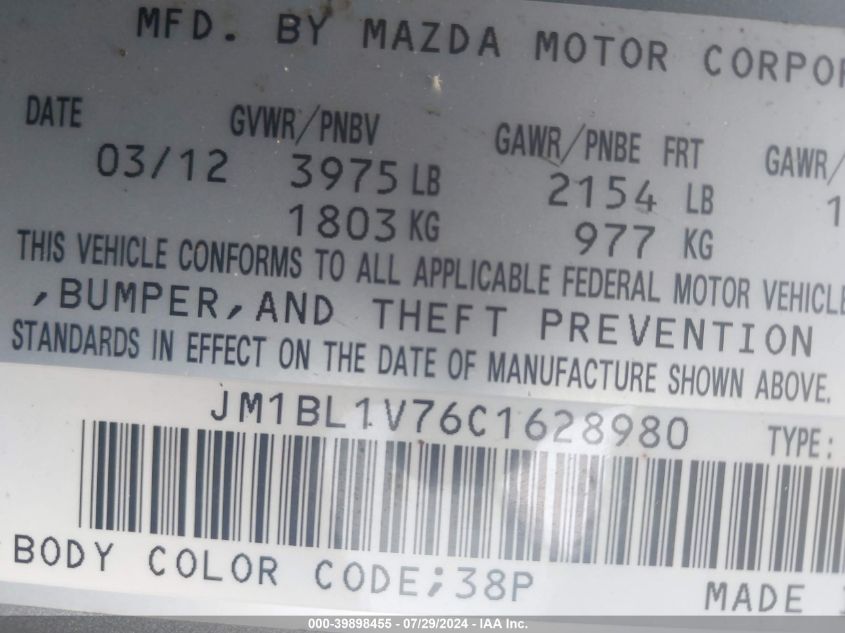 MFD. BY MAZDA MOTOR
DATE GVWR/PNBV GAWR/PNBE FRT GAWR/
03/12 3975 LB 2154 LB 1
1803 KG 977 KG
THIS VEHICLE CONFORMS TO ALL APPLICABLE FEDERAL MOTOR VEHICLE
,BUMPER,AND THEFT PREVENTION
STANDARDS IN EFFECT ON THE DATE OF MANUFACTURE SHOWN ABOVE.
JM1BL1V76C1628980 TYPE:
BODY COLOR CODE;38P MADE
000-39898455 - 07/29/2024 - IAA Inc.